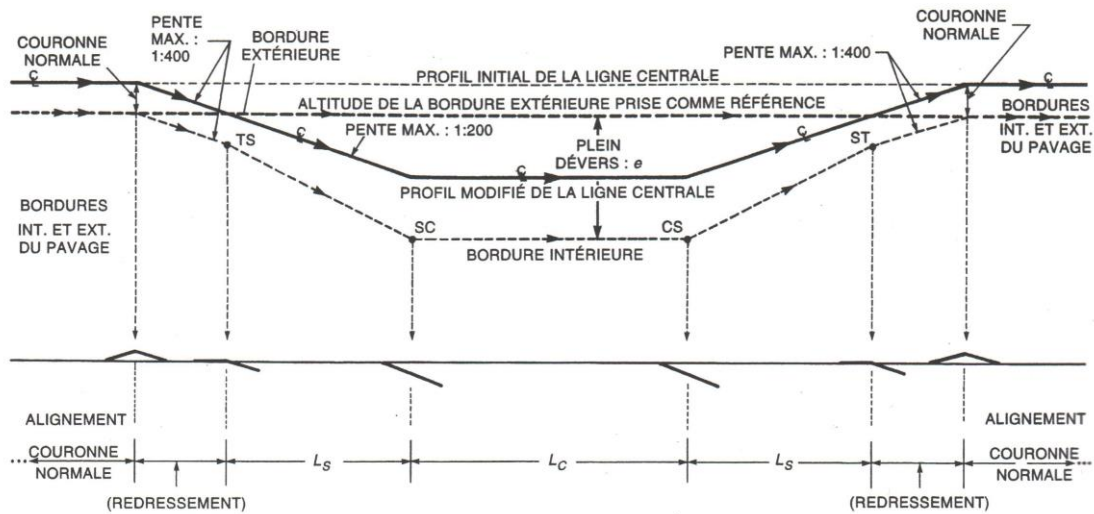 PENTE
MAX. :
1:400
COURONNE
NORMALE
BORDURE
EXTÉRIEURE
COURONNE
NORMALE
PENTE MAX. : 1:400
℄
PROFIL INITIAL DE LA LIGNE CENTRALE
℄
ALTITUDE DE LA BORDURE EXTÉRIEURE PRISE COMME RÉFÉRENCE
BORDURES
INT. ET EXT.
DU PAVAGE
TS
℄
PENTE MAX. : 1:200
PLEIN
DÉVERS : e
℄
ST
℄
PROFIL MODIFIÉ DE LA LIGNE CENTRALE
BORDURES
INT. ET EXT.
DU PAVAGE
SC
CS
BORDURE INTÉRIEURE
ALIGNEMENT
ALIGNEMENT
COURONNE
NORMALE
LS
LC
LS
COURONNE
NORMALE
(REDRESSEMENT)
(REDRESSEMENT)